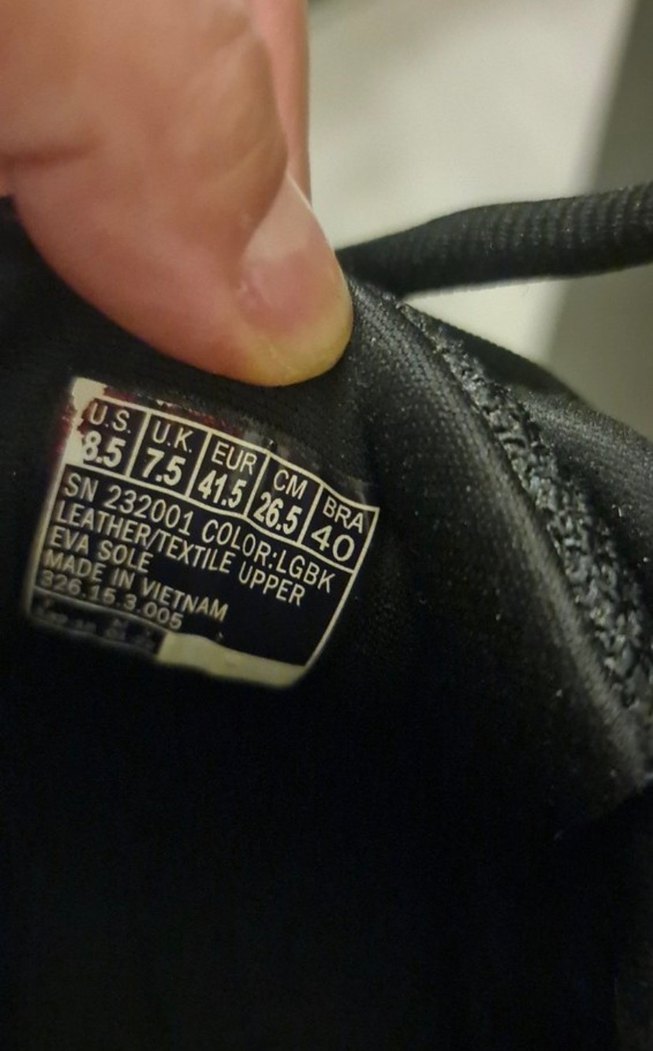 U.S. U.K. EUR CM BRA
8.5 7.5 41.5 26.5 40
SN 232001 COLOR:LGBK
LEATHER/TEXTILE UPPER
EVA SOLE
MADE IN VIETNAM
326.15.3.005